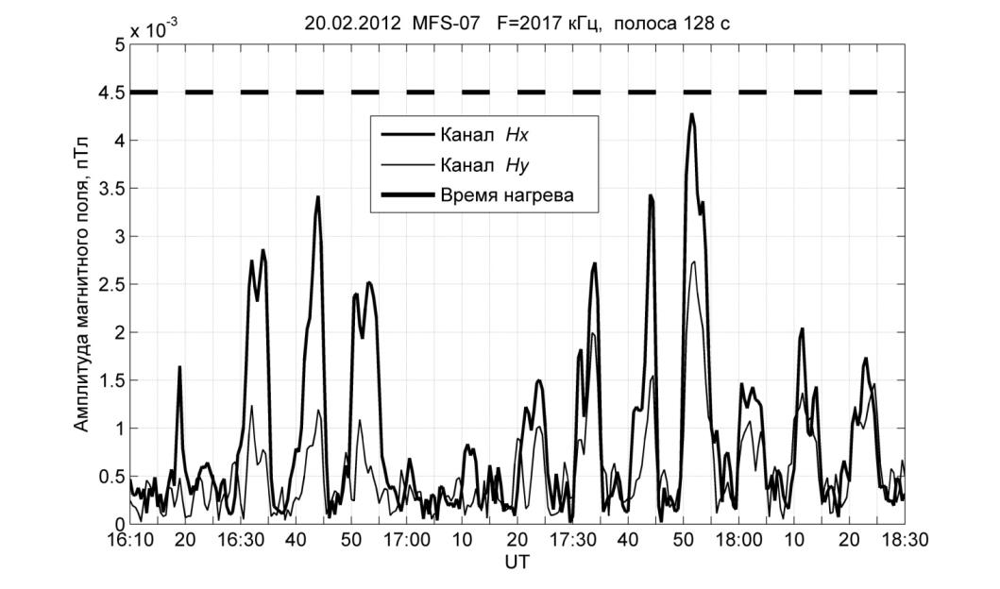 20.02.2012 MFS-07 F=2017 кГц, полоса 128 с
5 x 10-3
4.5
4
3.5
3
2.5
2
1.5
1
0.5
0
Амплитуда магнитного поля, пТл
Канал Hx
Канал Hy
Время нагрева
16:10 20 16:30 40 50 17:00 10 20 17:30 40 50 18:00 10 20 18:30
UT